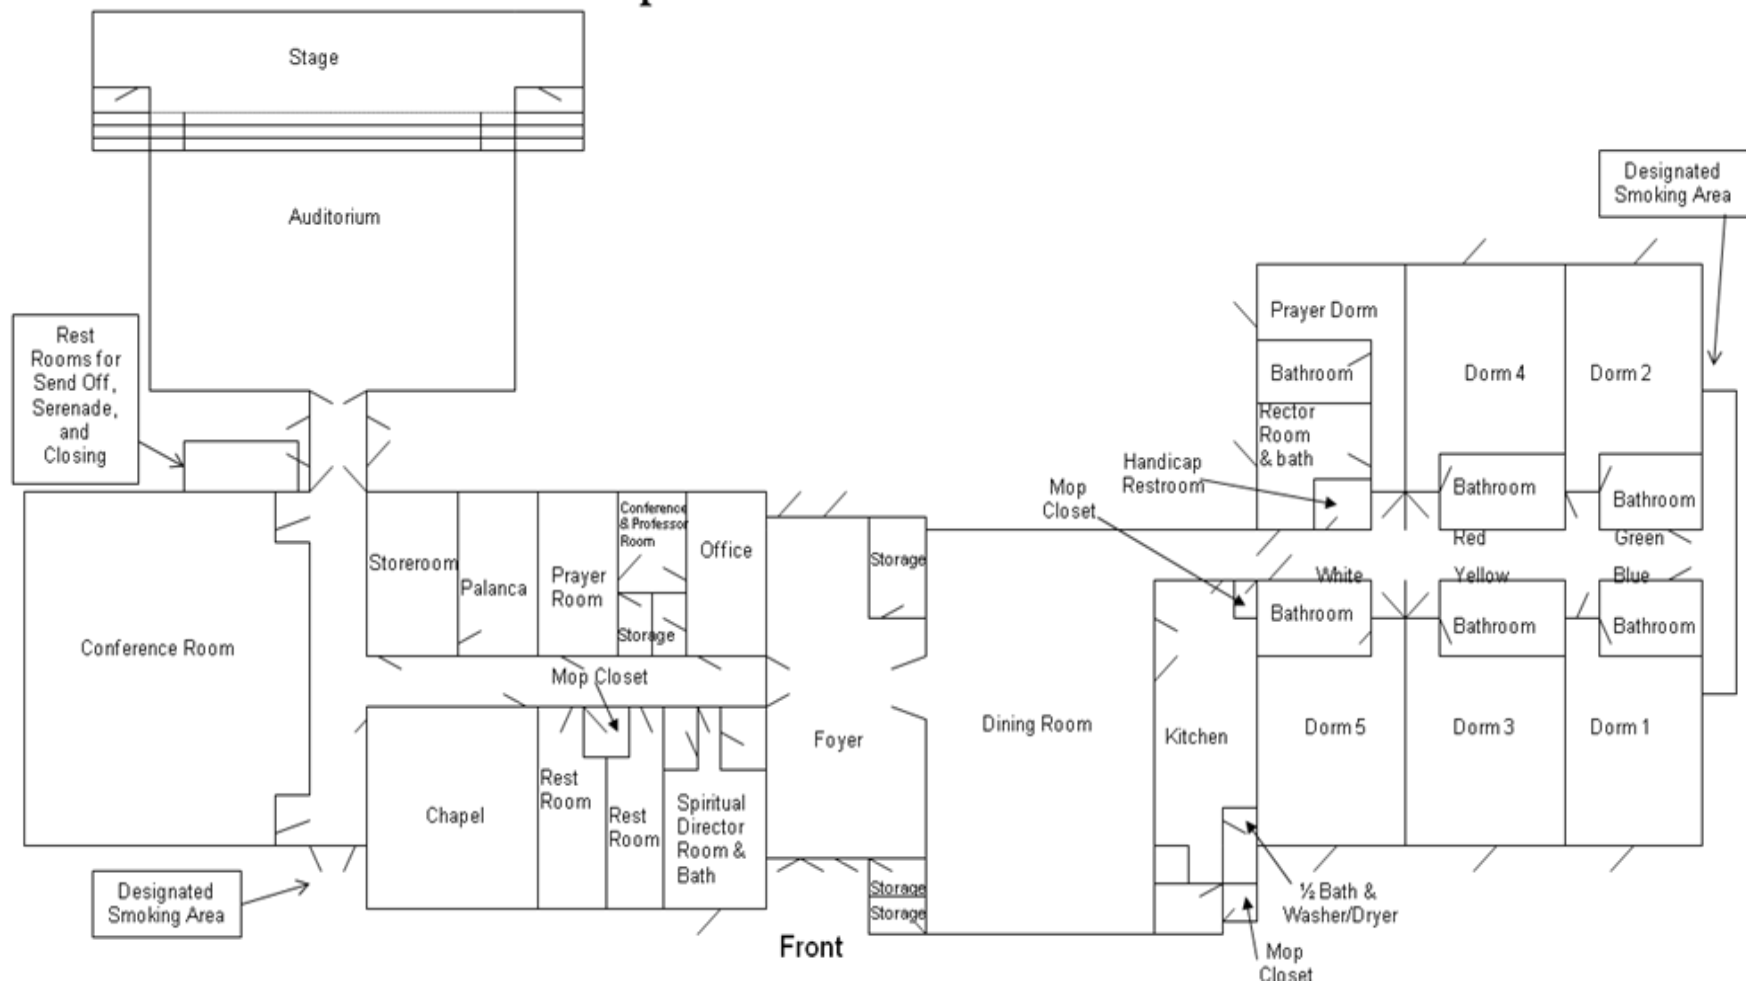 Stage
Auditorium
Designated
Smoking Area
Rest
Rooms for
Send Off,
Serenade,
and
Closing
Prayer Dorm
Bathroom
Rector
Room
& bath
Dorm 4
Dorm 2
Handicap
Restroom
Mop
Closet
Bathroom
Bathroom
Conference
& Professor
Room
Office
Storeroom
Palanca
Prayer
Room
Storage
Storage
Red
Green
White
Yellow
Blue
Bathroom
Bathroom
Bathroom
Conference Room
Mop Closet
Foyer
Dining Room
Kitchen
Dorm 5
Dorm 3
Dorm 1
Chapel
Rest
Room
Rest
Room
Spiritual
Director
Room &
Bath
Designated
Smoking Area
Storage
Storage
½ Bath &
Washer/Dryer
Front
Mop
Closet